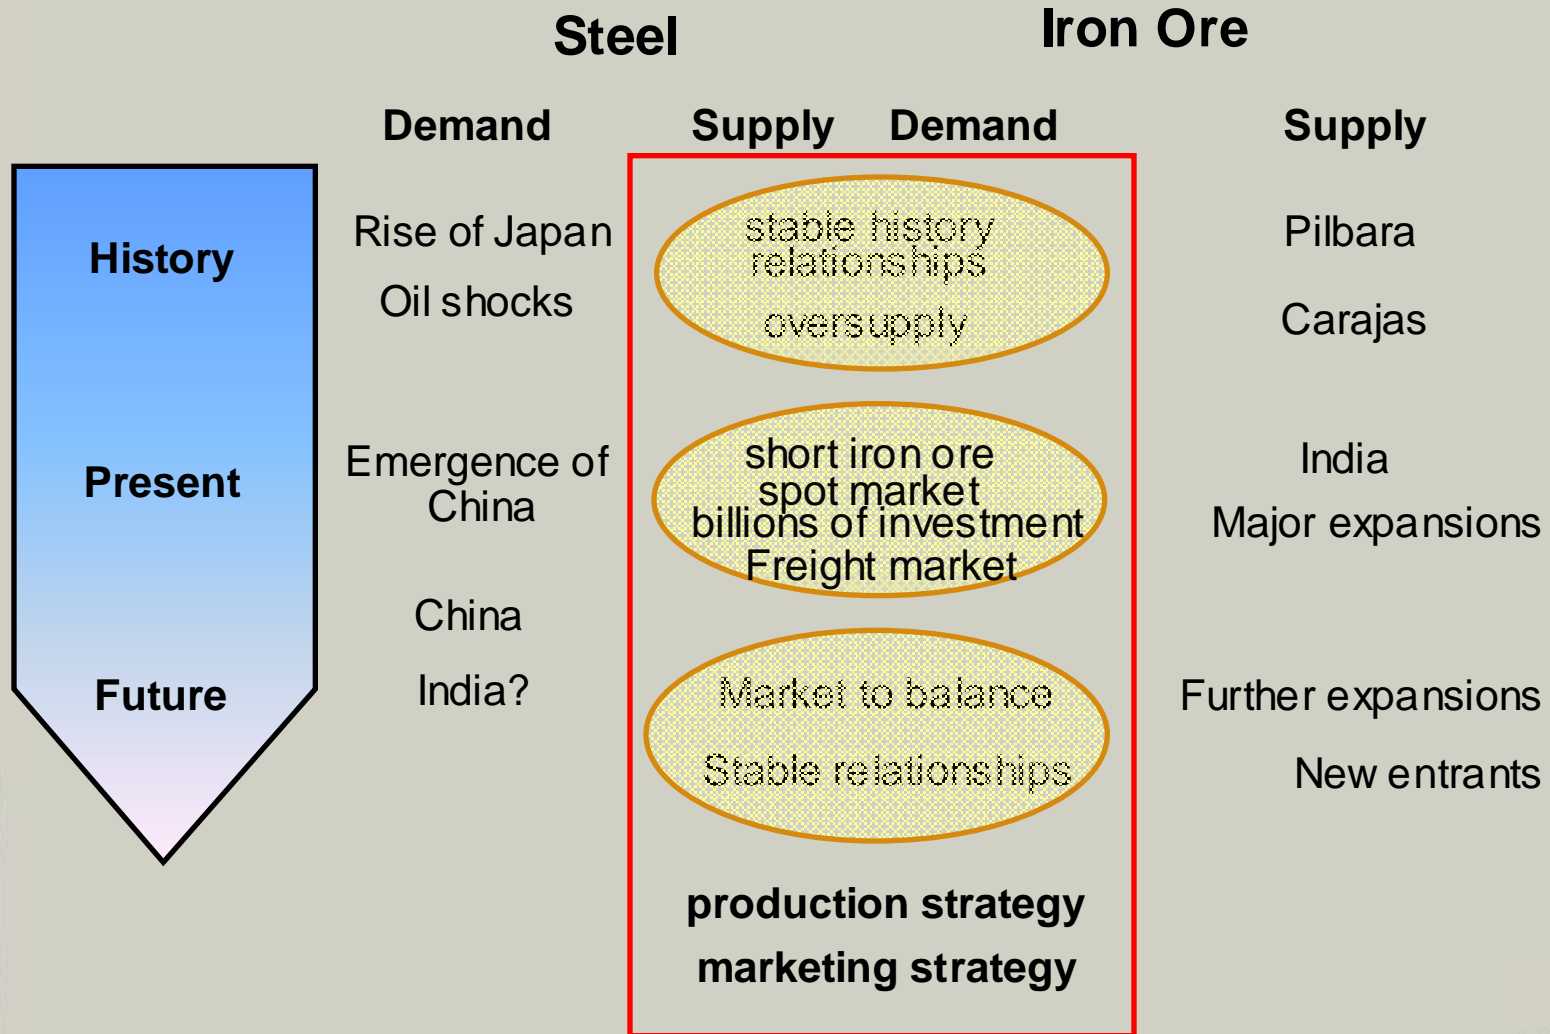 Steel
Iron Ore
Demand
Supply
Demand
Supply
History
Rise of Japan
Oil shocks
stable history
relationships
oversupply
Pilbara
Carajas
Present
Emergence of
China
short iron ore
spot market
billions of investment
Freight market
India
Major expansions
Future
China
India?
Market to balance
Stable relationships
Further expansions
New entrants
production strategy
marketing strategy